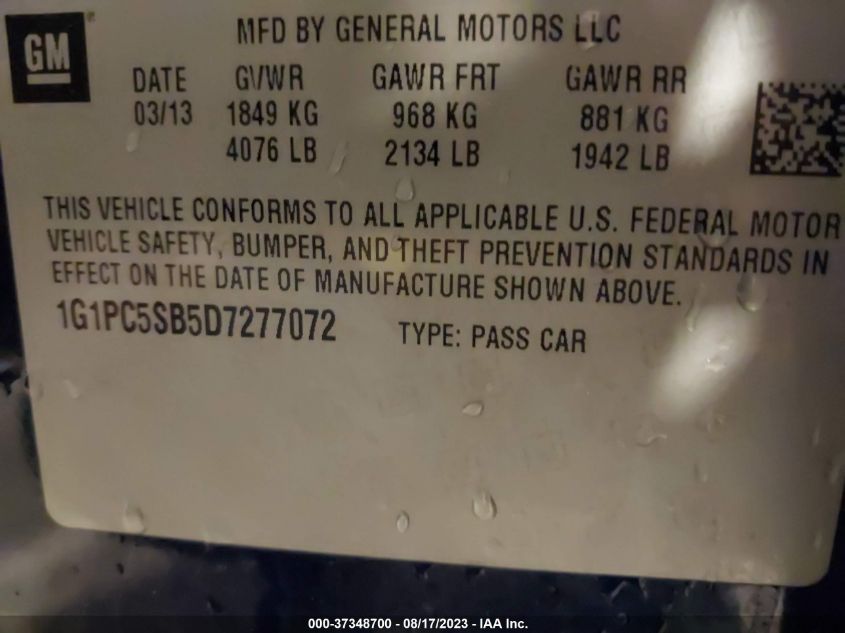 GM
MFD BY GENERAL MOTORS LLC
DATE GVWR GAWR FRT GAWR RR
03/13 1849 KG 968 KG 881 KG
4076 LB 2134 LB 1942 LB
THIS VEHICLE CONFORMS TO ALL APPLICABLE U.S. FEDERAL MOTOR
VEHICLE SAFETY, BUMPER, AND THEFT PREVENTION STANDARDS IN
EFFECT ON THE DATE OF MANUFACTURE SHOWN ABOVE.
1G1PC5SB5D7277072 TYPE: PASS CAR
000-37348700 - 08/17/2023 - IAA Inc.